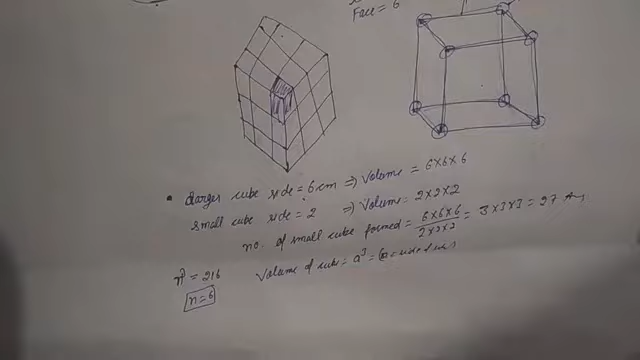 Face = 6
• Larger cube side = 6 cm ⇒ Volume = 6×6×6
small cube side = 2 ⇒ Volume = 2×2×2
no. of small cube formed = 6×6×6 / 2×2×2 = 3×3×3 = 27 Ans
n³ = 216
n = 6
Volume of cube = a³ =